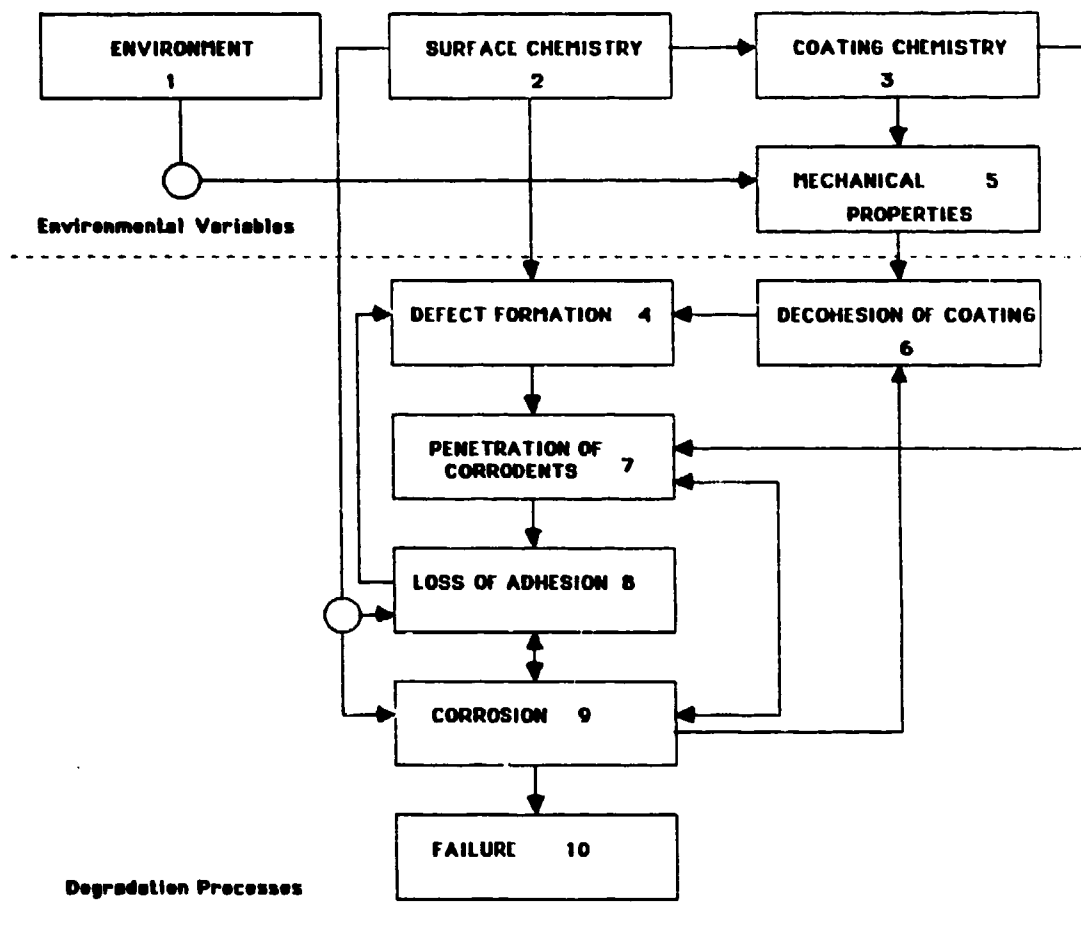 ENVIRONMENT
1
SURFACE CHEMISTRY
2
COATING CHEMISTRY
3
MECHANICAL 5
PROPERTIES
Environmental Variables
DEFECT FORMATION 4
DECOHESION OF COATING
6
PENETRATION OF
CORRODENTS 7
LOSS OF ADHESION 8
CORROSION 9
FAILURE 10
Degradation Processes